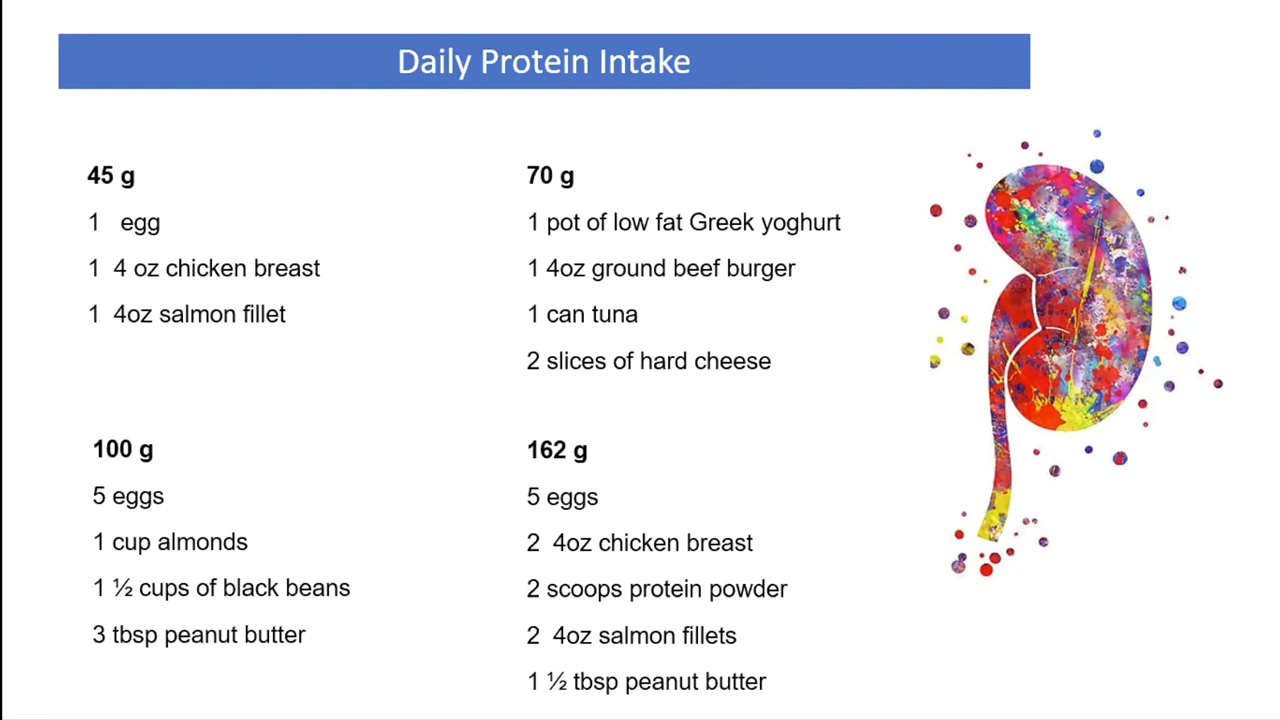 Daily Protein Intake
45 g
1 egg
1 4 oz chicken breast
1 4oz salmon fillet
70 g
1 pot of low fat Greek yoghurt
1 4oz ground beef burger
1 can tuna
2 slices of hard cheese
100 g
5 eggs
1 cup almonds
1 ½ cups of black beans
3 tbsp peanut butter
162 g
5 eggs
2 4oz chicken breast
2 scoops protein powder
2 4oz salmon fillets
1 ½ tbsp peanut butter